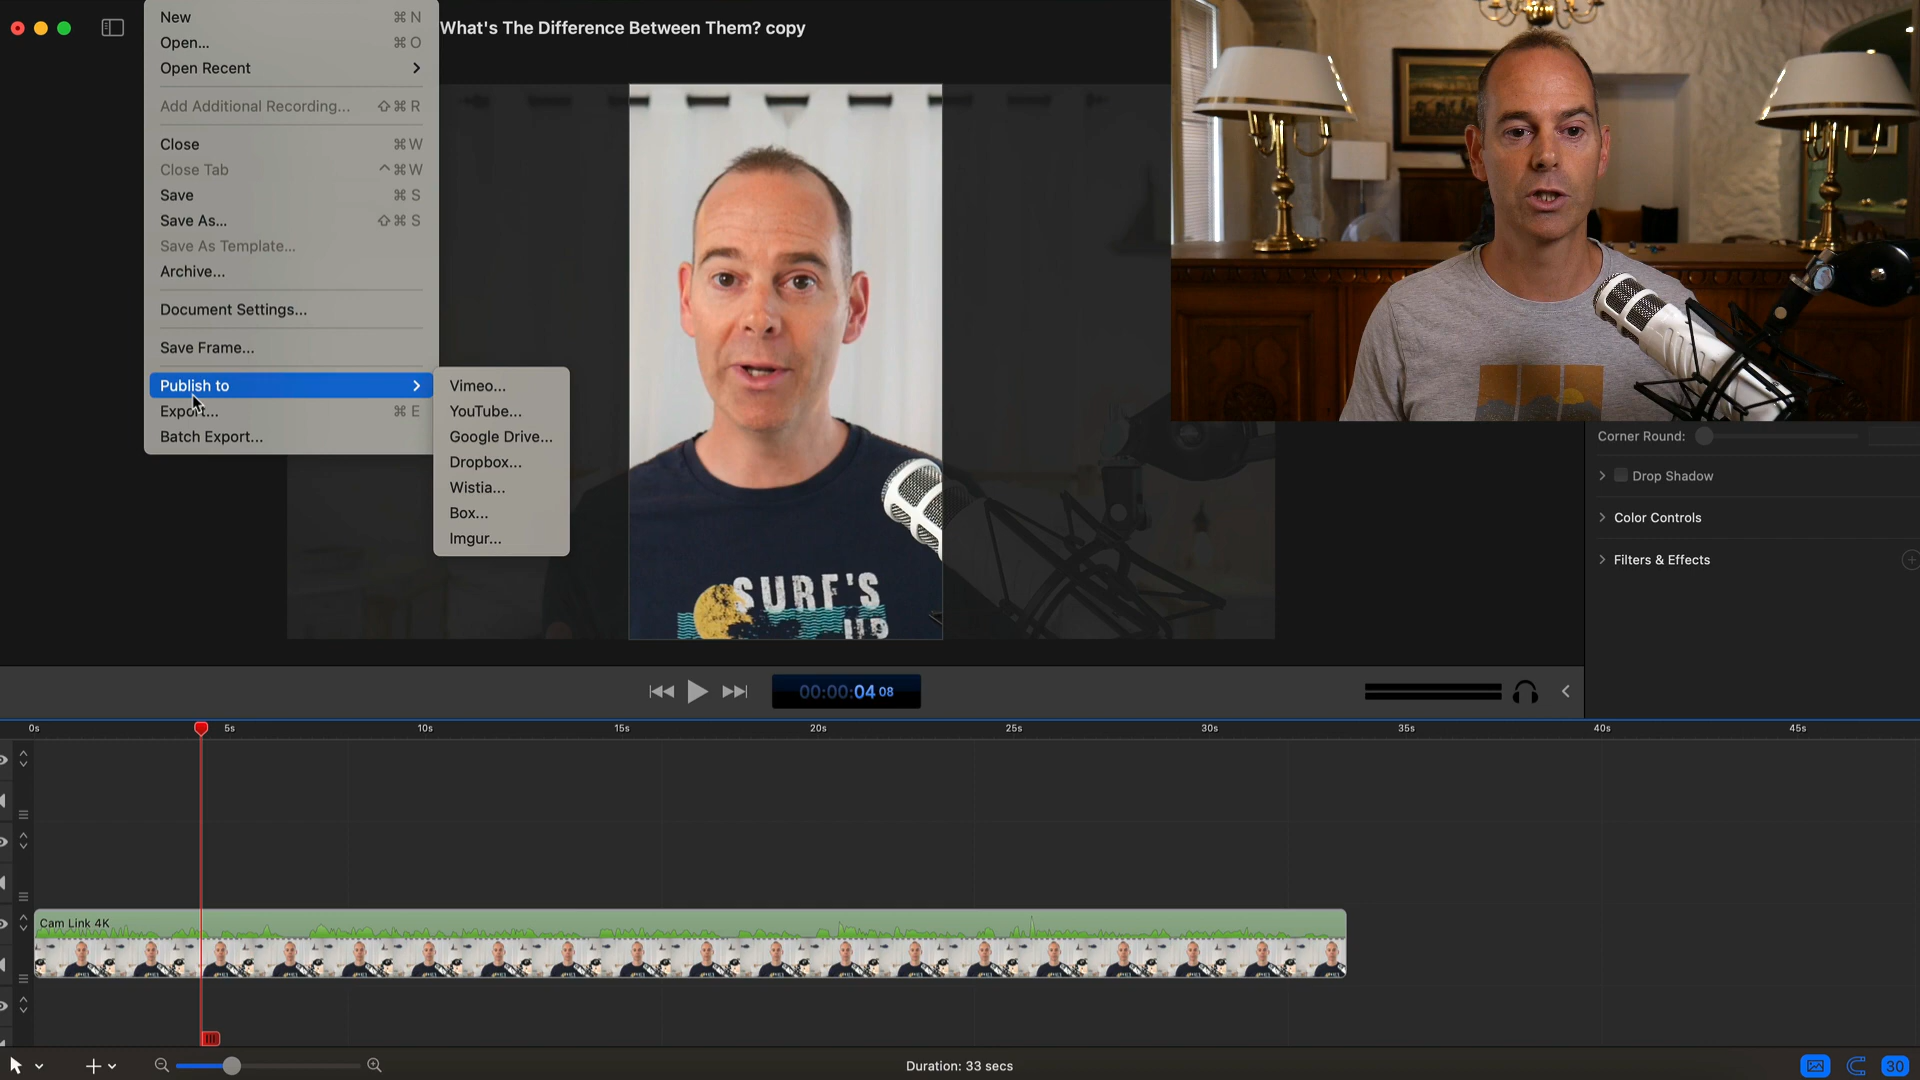 What's The Difference Between Them? copy
New ⌘ N
Open... ⌘ O
Open Recent
Add Additional Recording... ⇧ ⌘ R
Close ⌘ W
Close Tab ^ ⌘ W
Save ⌘ S
Save As... ⇧ ⌘ S
Save As Template...
Archive...
Document Settings...
Save Frame...
Publish to
Export... ⌘ E
Batch Export...
Vimeo...
YouTube...
Google Drive...
Dropbox...
Wistia...
Box...
Imgur...
SURF'S
UP
Corner Round:
Drop Shadow
Color Controls
Filters & Effects
00:00:04 08
0s 5s 10s 15s 20s 25s 30s 35s 40s 45s
Cam Link 4K
Duration: 33 secs
30